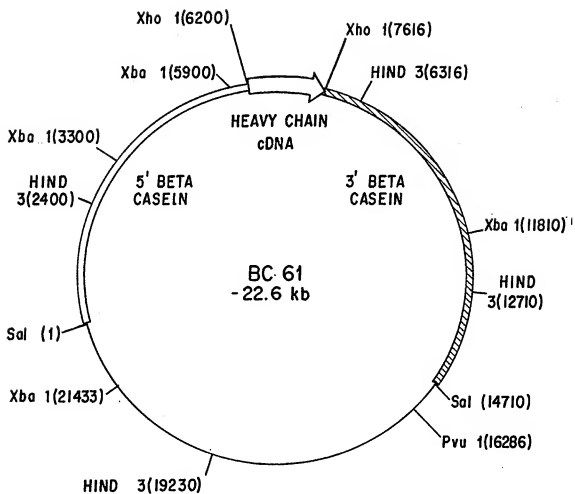 Xho 1(6200)
Xho 1(7616)
Xba 1(5900)
HIND 3(6316)
HEAVY CHAIN
cDNA
Xba 1(3300)
HIND
3(2400)
5' BETA
CASEIN
3' BETA
CASEIN
Xba 1(11810)
BC 61
-22.6 kb
HIND
3(12710)
Sal (1)
Xba 1(21433)
Sal (14710)
Pvu 1(16286)
HIND 3(19230)